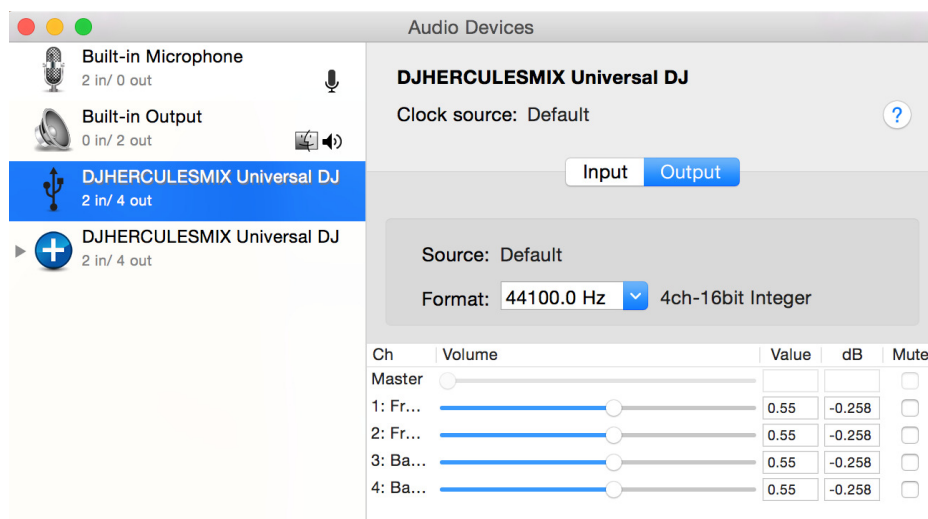 Audio Devices
Built-in Microphone
2 in/ 0 out
Built-in Output
0 in/ 2 out
DJHERCULESMIX Universal DJ
2 in/ 4 out
DJHERCULESMIX Universal DJ
2 in/ 4 out
DJHERCULESMIX Universal DJ
Clock source: Default
?
Input Output
Source: Default
Format: 44100.0 Hz 4ch-16bit Integer
Ch Volume Value dB Mute
Master
1: Fr... 0.55 -0.258
2: Fr... 0.55 -0.258
3: Ba... 0.55 -0.258
4: Ba... 0.55 -0.258